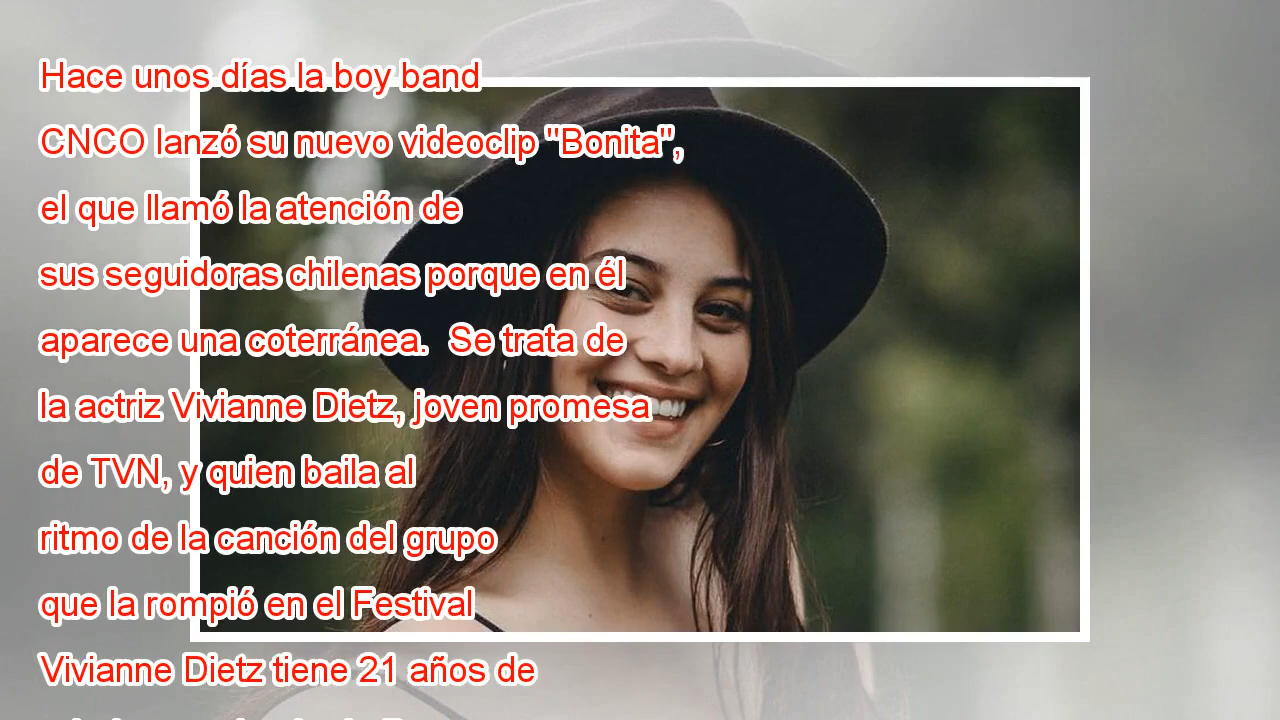 Hace unos días la boy band
CNCO lanzó su nuevo videoclip "Bonita",
el que llamó la atención de
sus seguidoras chilenas porque en él
aparece una coterránea.  Se trata de
la actriz Vivianne Dietz, joven promesa
de TVN, y quien baila al
ritmo de la canción del grupo
que la rompió en el Festival
Vivianne Dietz tiene 21 años de